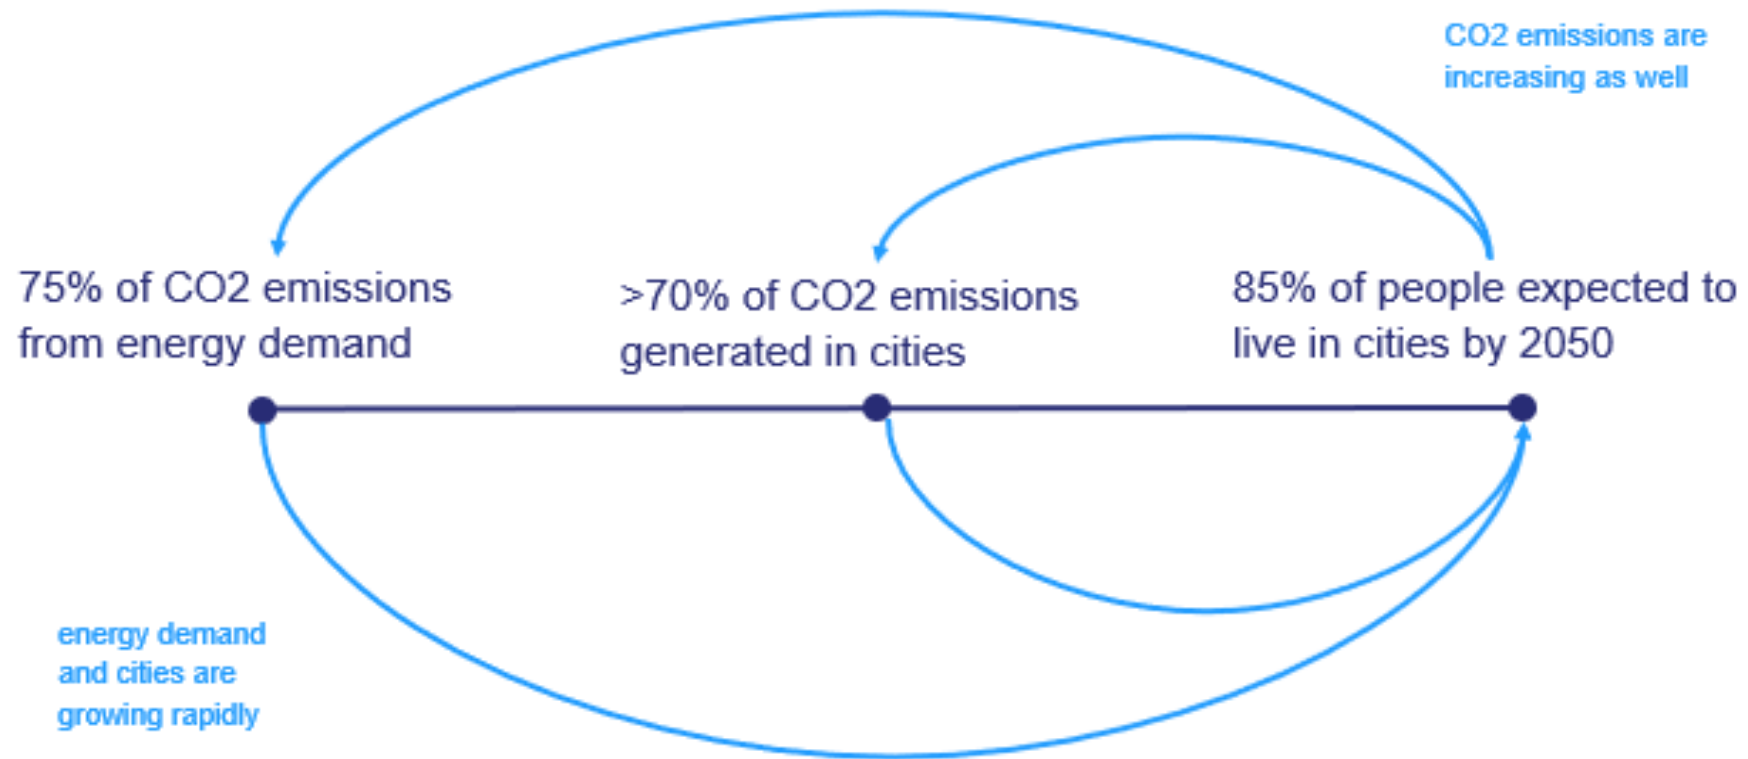 CO2 emissions are
increasing as well
75% of CO2 emissions
from energy demand
>70% of CO2 emissions
generated in cities
85% of people expected to
live in cities by 2050
energy demand
and cities are
growing rapidly